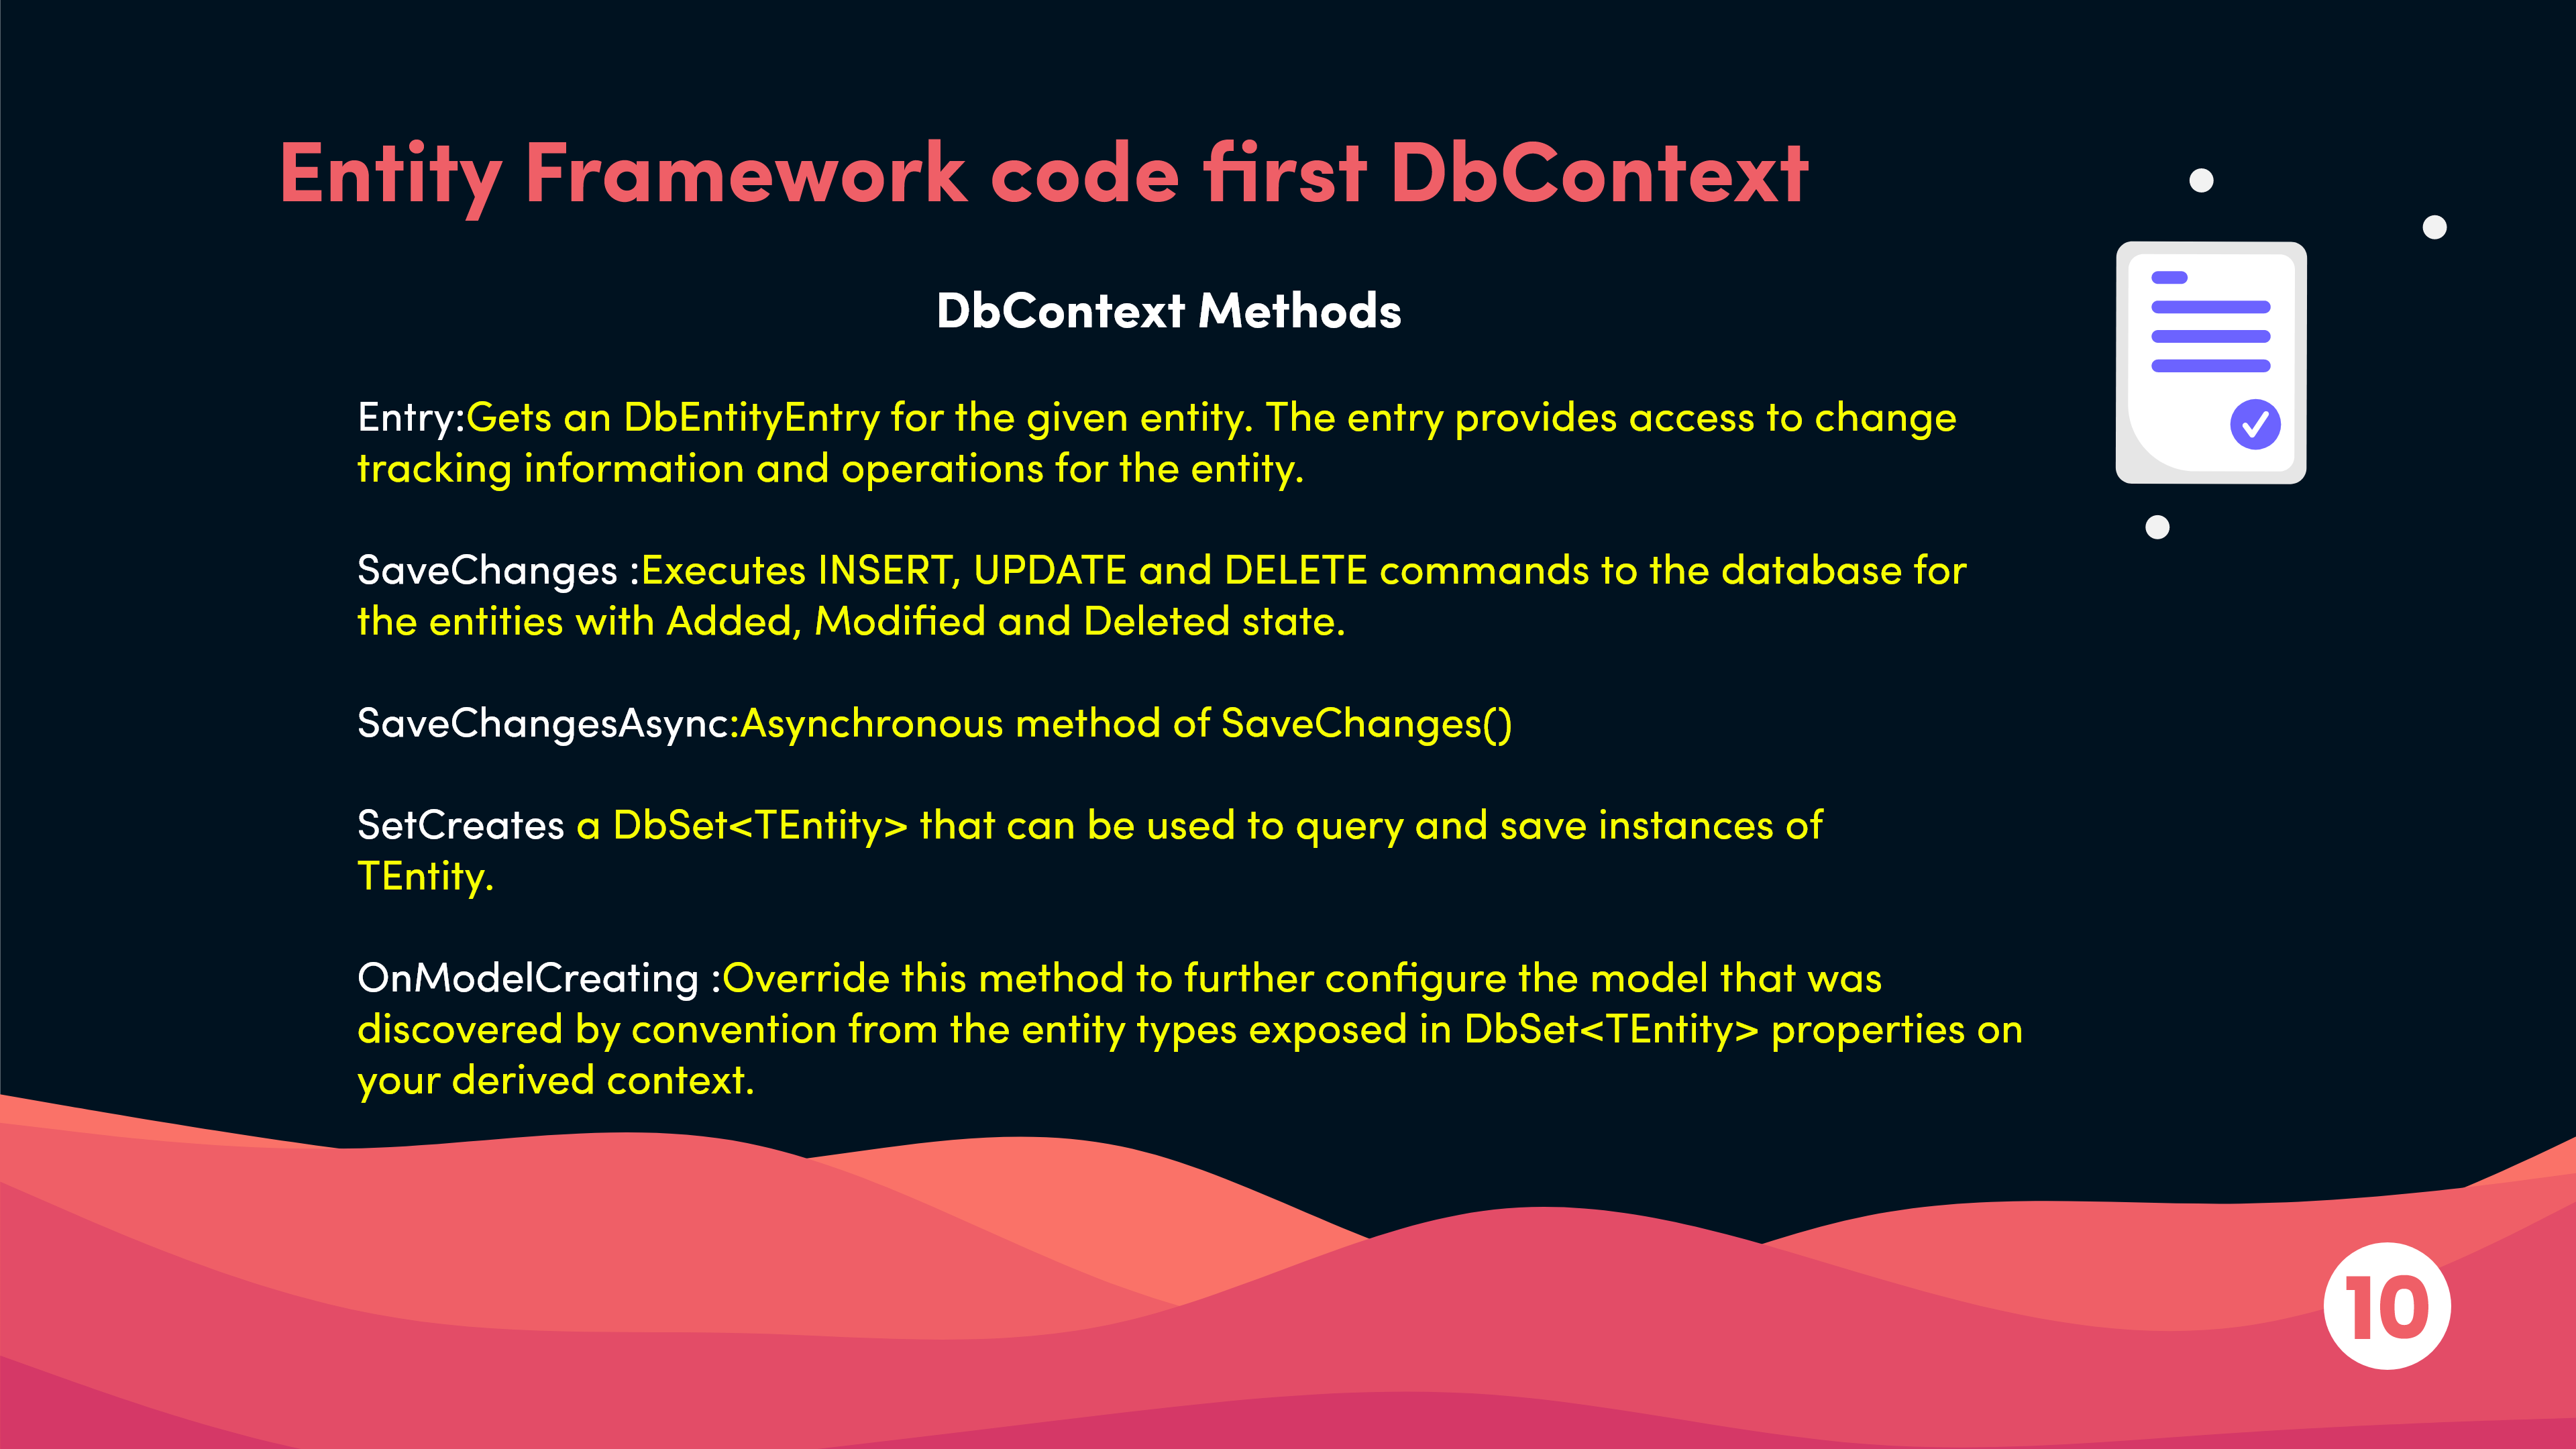 Entity Framework code first DbContext
DbContext Methods
Entry:Gets an DbEntityEntry for the given entity. The entry provides access to change
tracking information and operations for the entity.
SaveChanges :Executes INSERT, UPDATE and DELETE commands to the database for
the entities with Added, Modified and Deleted state.
SaveChangesAsync:Asynchronous method of SaveChanges()
SetCreates a DbSet<TEntity> that can be used to query and save instances of
TEntity.
OnModelCreating :Override this method to further configure the model that was
discovered by convention from the entity types exposed in DbSet<TEntity> properties on
your derived context.
10